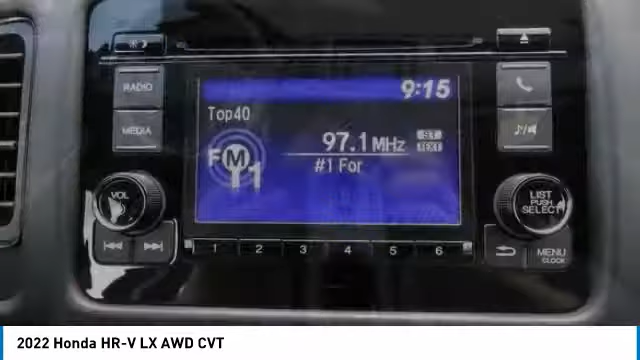 RADIO
MEDIA
9:15
Top40
97.1 MHz
ST
TEXT
FM
11
#1 For
VOL
LIST
PUSH
SELECT
1 2 3 4 5 6
MENU
CLOCK
2022 Honda HR-V LX AWD CVT